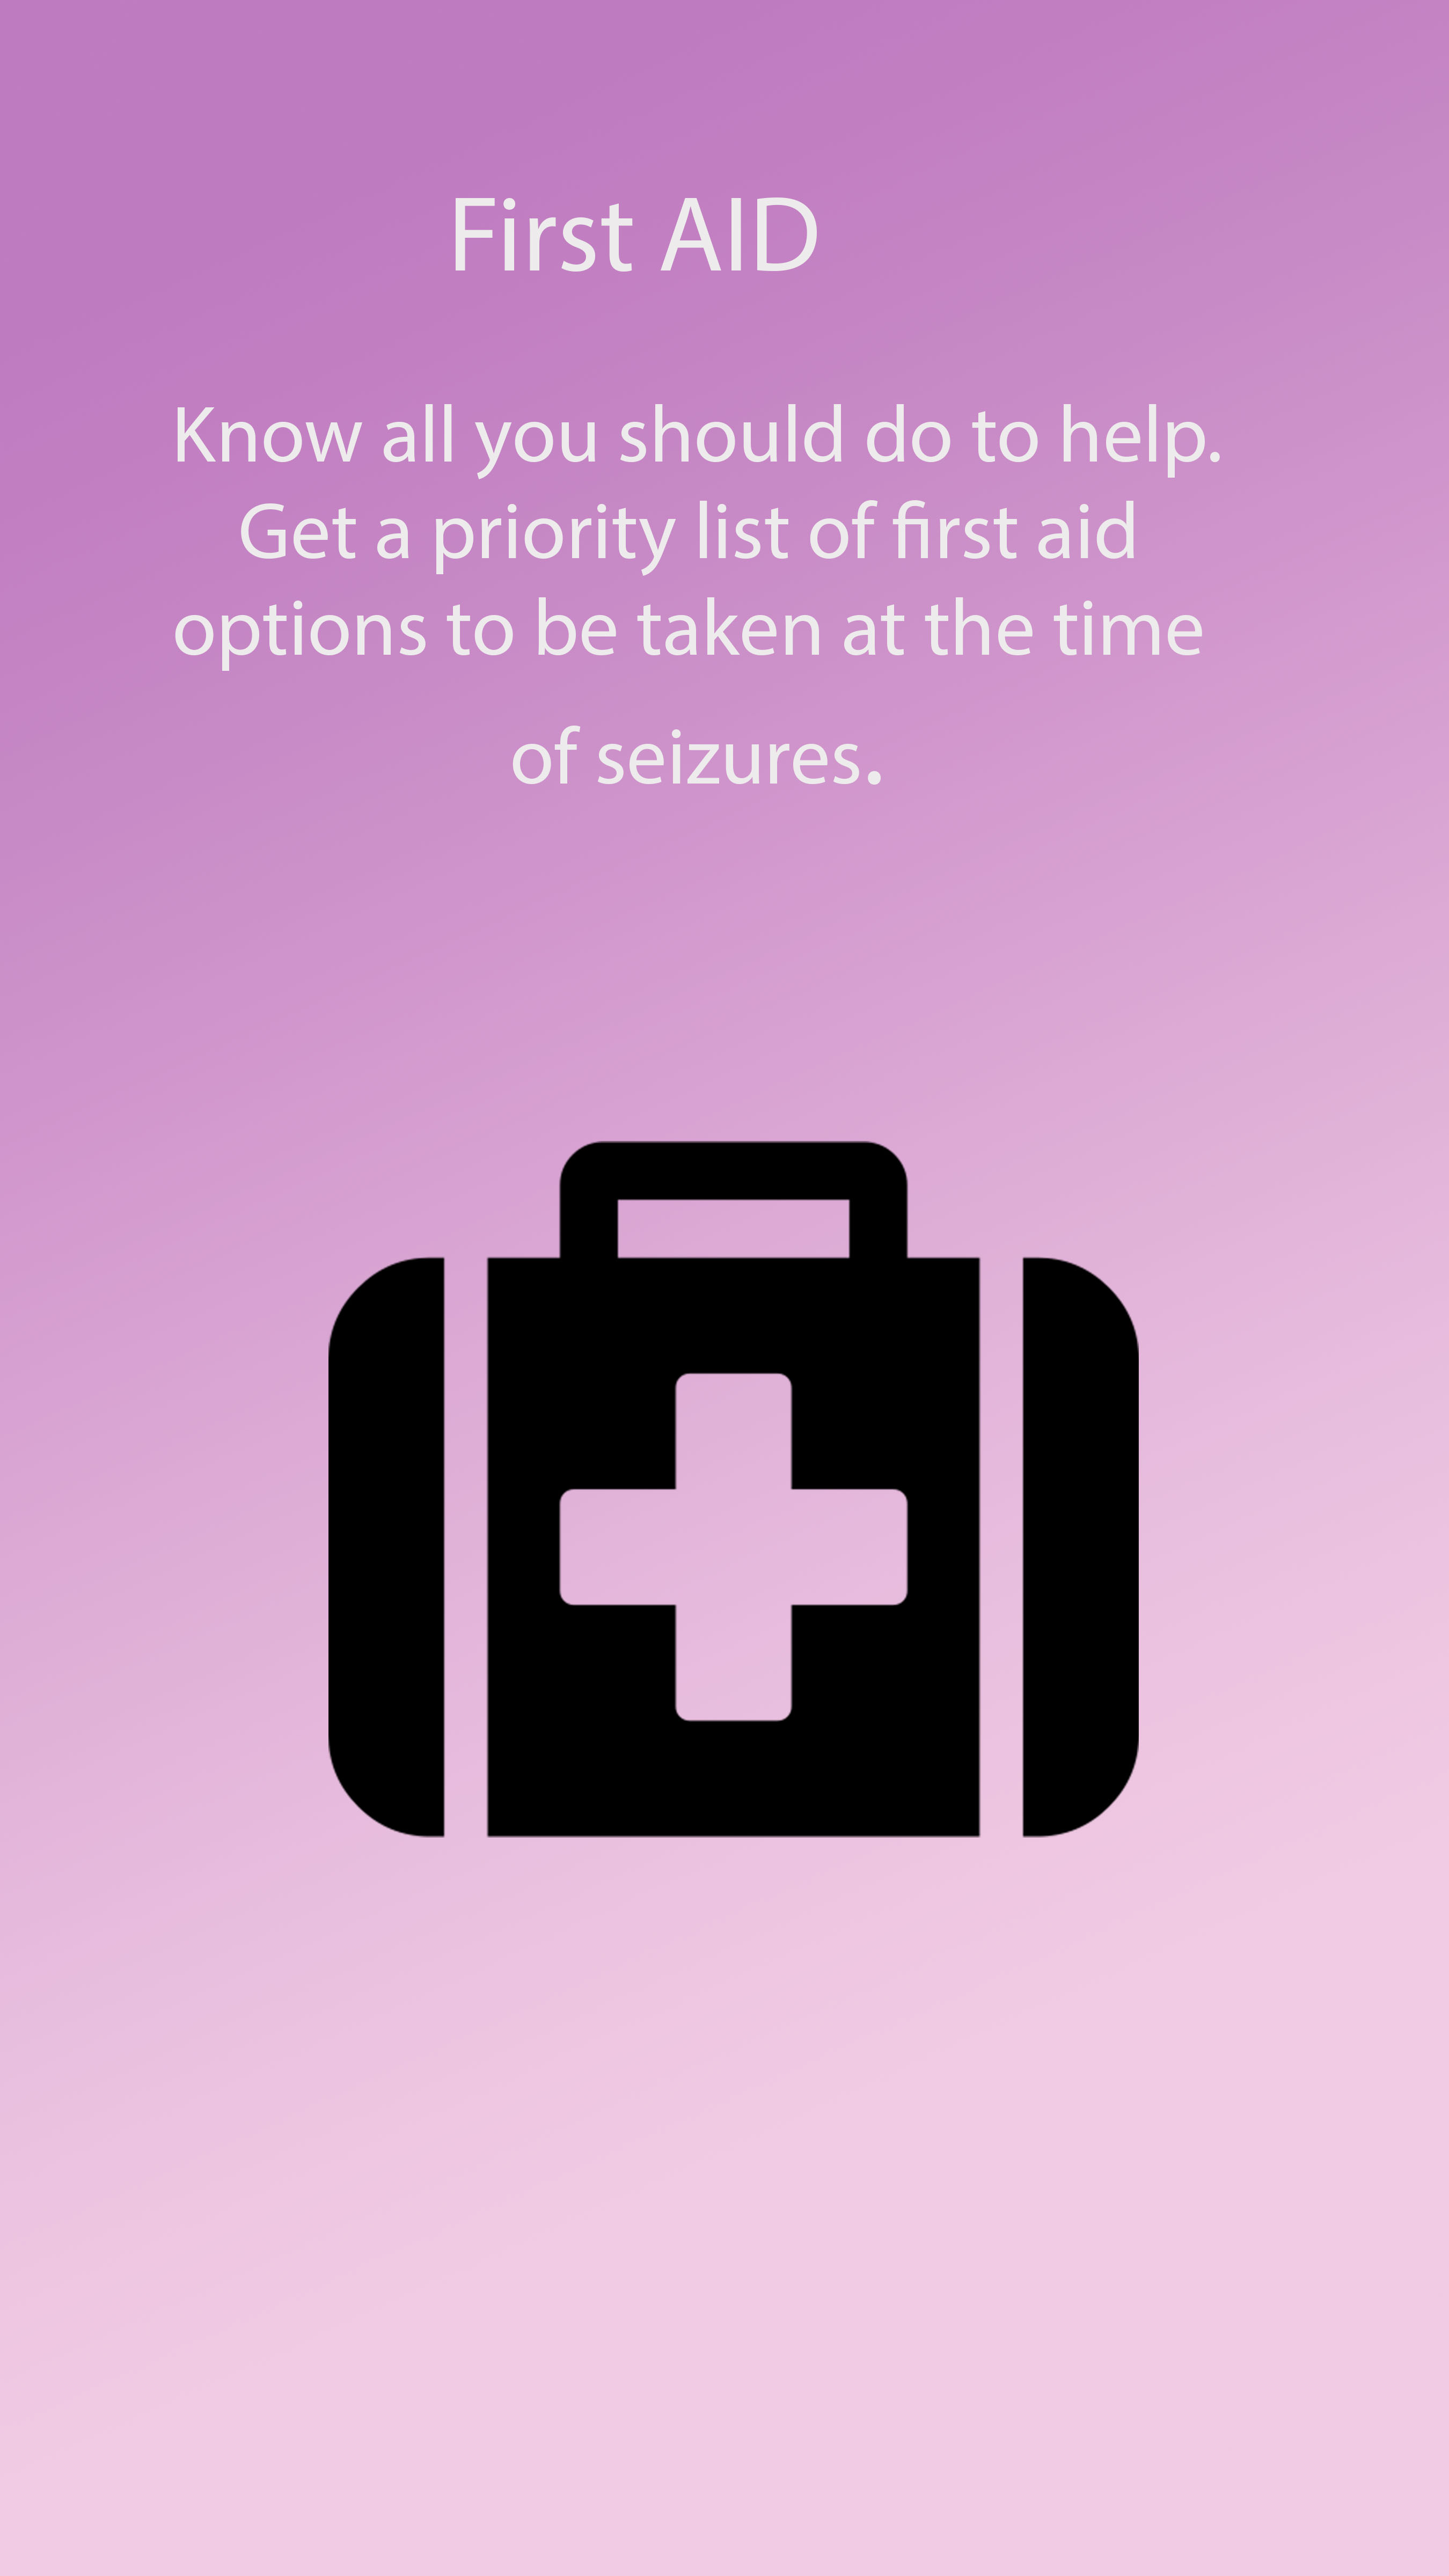 First AID
Know all you should do to help.
Get a priority list of first aid
options to be taken at the time
of seizures.